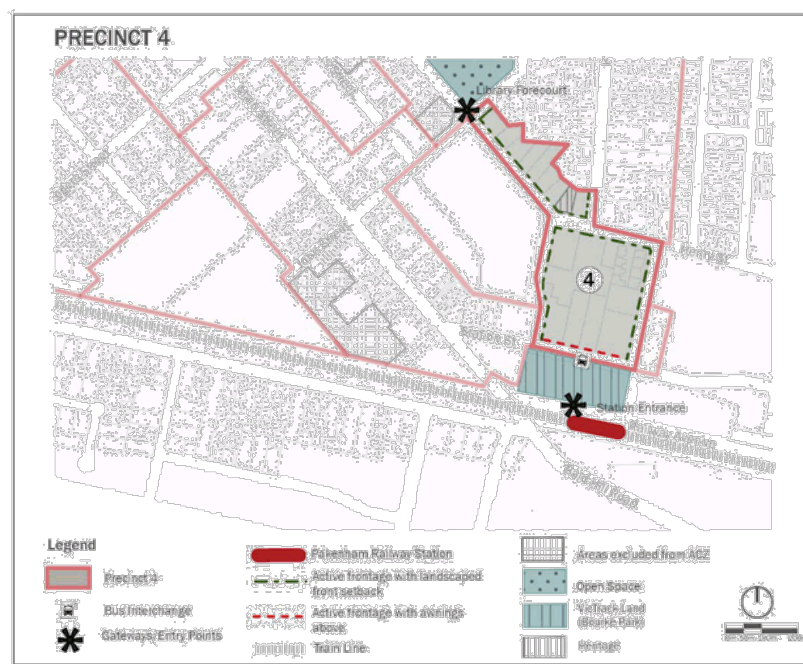 PRECINCT 4
Library Forecourt
4
Station Entrance
Legend
Precinct 4
Bus Interchange
Gateways/Entry Points
Pakenham Railway Station
Active frontage with landscaped
front setback
Active frontage with awnings
above
Train Line
Areas excluded from ACZ
Open Space
VicTrack Land
(Bourke Park)
Heritage